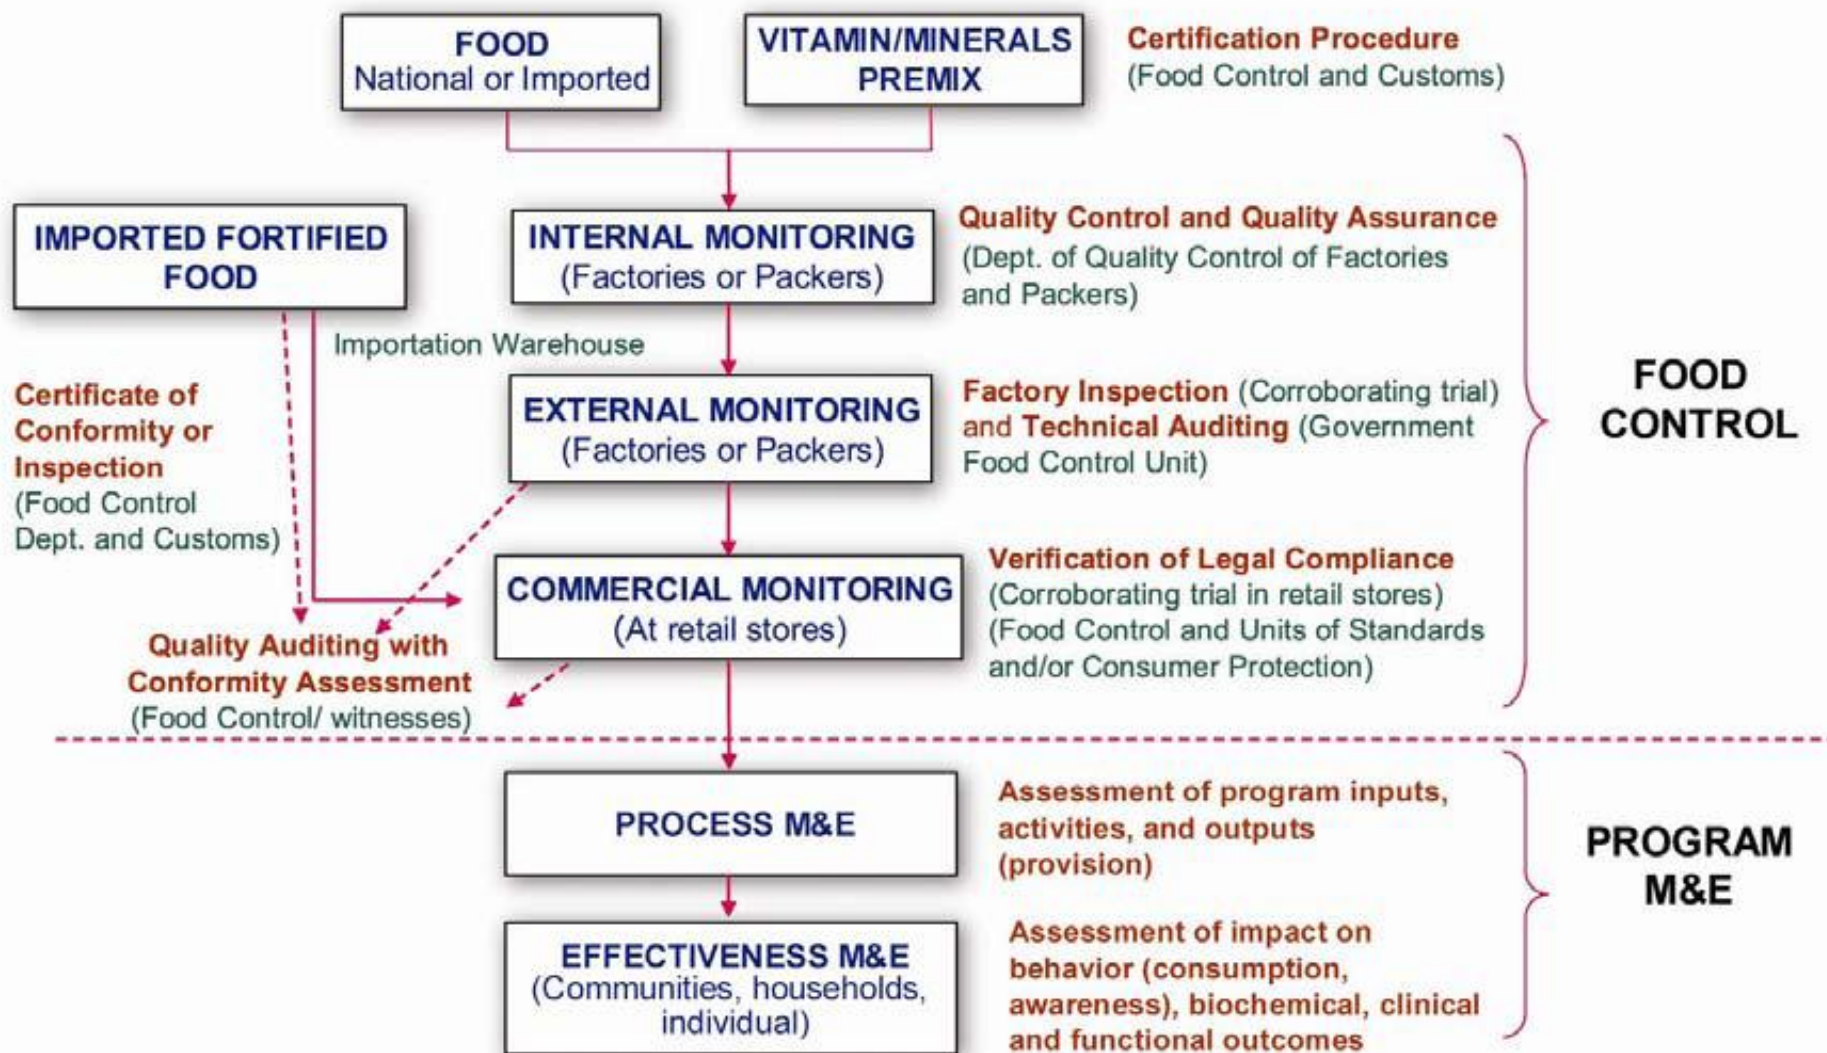 FOOD
National or Imported
VITAMIN/MINERALS
PREMIX
Certification Procedure
(Food Control and Customs)
IMPORTED FORTIFIED
FOOD
INTERNAL MONITORING
(Factories or Packers)
Quality Control and Quality Assurance
(Dept. of Quality Control of Factories
and Packers)
Importation Warehouse
Certificate of
Conformity or
Inspection
(Food Control
Dept. and Customs)
EXTERNAL MONITORING
(Factories or Packers)
Factory Inspection (Corroborating trial)
and Technical Auditing (Government
Food Control Unit)
FOOD
CONTROL
COMMERCIAL MONITORING
(At retail stores)
Verification of Legal Compliance
(Corroborating trial in retail stores)
(Food Control and Units of Standards
and/or Consumer Protection)
Quality Auditing with
Conformity Assessment
(Food Control/ witnesses)
PROCESS M&E
Assessment of program inputs,
activities, and outputs
(provision)
PROGRAM
M&E
EFFECTIVENESS M&E
(Communities, households,
individual)
Assessment of impact on
behavior (consumption,
awareness), biochemical, clinical
and functional outcomes